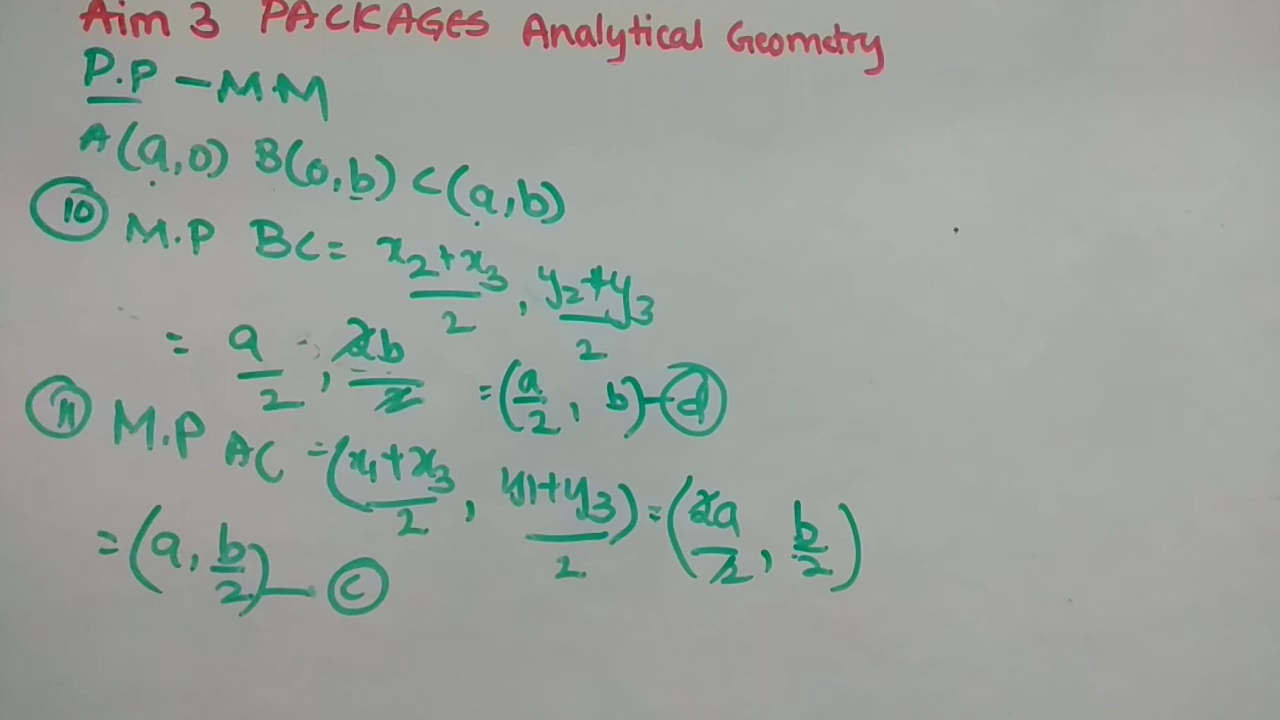 Aim 3 PACKAGES Analytical Geometry
P.P – M.M
A(a,0) B(0,b) C(a,b)
⑩ M.P BC = x₂+x₃/2 , y₂+y₃/2
= a/2 , 2b/2 = (a/2 , b) – ⓓ
⑪ M.P AC = (x₁+x₃/2 , y₁+y₃/2) = (2a/2 , b/2)
= (a, b/2) – ⓒ